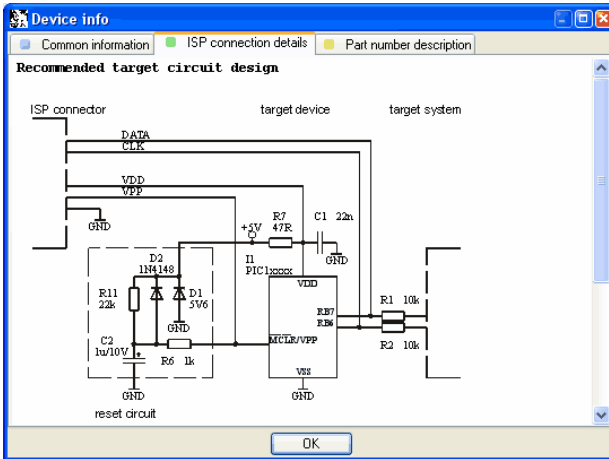 Device info
Common information
ISP connection details
Part number description
Recommended target circuit design
ISP connector
target device
target system
DATA
CLK
VDD
VPP
GND
+5V
R7
47R
C1 22n
GND
D2
1N4148
I1
PIC1xxxx
VDD
R11
22k
D1
5V6
GND
RB7
RB6
R1 10k
R2 10k
C2
1u/10V
R6 1k
MCLR/VPP
VSS
GND
GND
reset circuit
OK